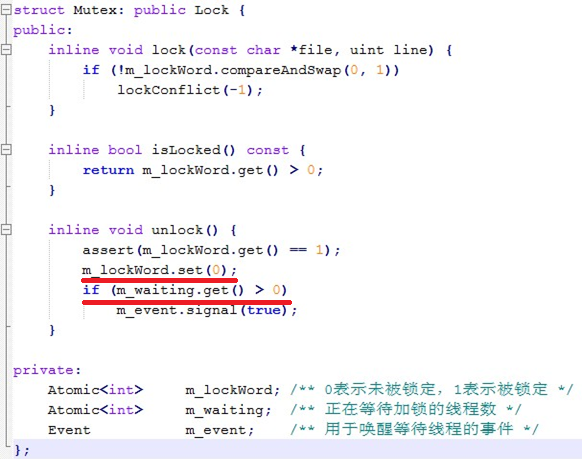 struct Mutex: public Lock {
public:
    inline void lock(const char *file, uint line) {
        if (!m_lockWord.compareAndSwap(0, 1))
            lockConflict(-1);
    }

    inline bool isLocked() const {
        return m_lockWord.get() > 0;
    }

    inline void unlock() {
        assert(m_lockWord.get() == 1);
        m_lockWord.set(0);
        if (m_waiting.get() > 0)
            m_event.signal(true);
    }

private:
    Atomic<int>    m_lockWord; /** 0表示未被锁定，1表示被锁定 */
    Atomic<int>    m_waiting;  /** 正在等待加锁的线程数 */
    Event          m_event;    /** 用于唤醒等待线程的事件 */
};